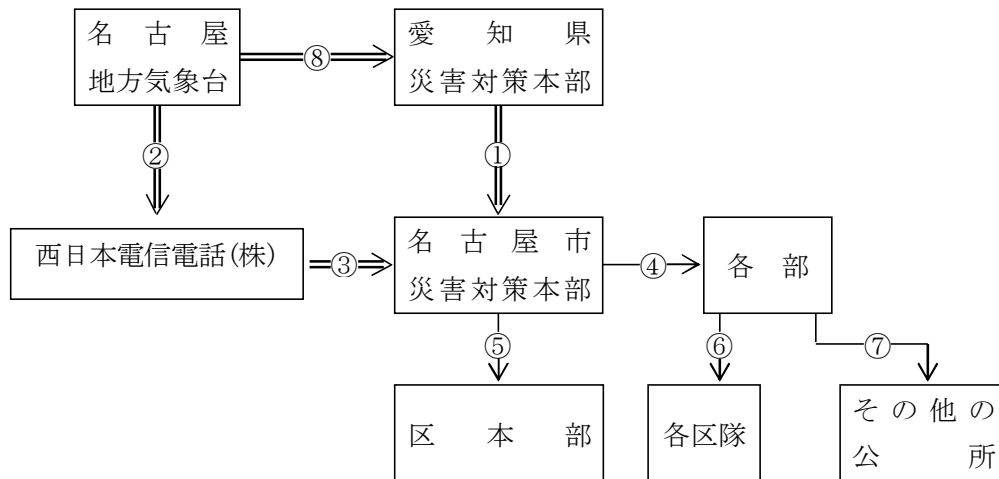 名古屋
地方気象台
⑧
愛知県
災害対策本部
②
①
西日本電信電話(株)
③
名古屋市
災害対策本部
④
各部
⑤
⑥
⑦
区本部
各区隊
その他の
公所